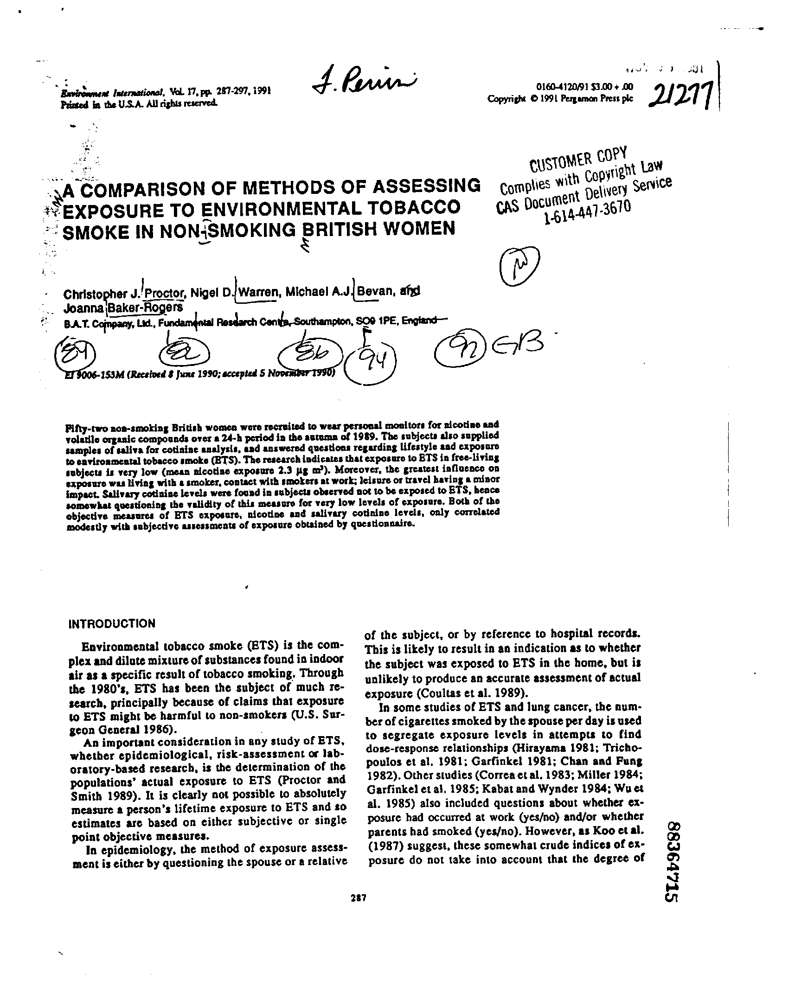 Environment International, Vol. 17, pp. 287-297, 1991
Printed in the U.S.A. All rights reserved.
0160-4120/91 $3.00 + .00
Copyright © 1991 Pergamon Press plc
21277
CUSTOMER COPY
Complies with Copyright Law
CAS Document Delivery Service
1-614-447-3670
A COMPARISON OF METHODS OF ASSESSING
EXPOSURE TO ENVIRONMENTAL TOBACCO
SMOKE IN NON-SMOKING BRITISH WOMEN
Christopher J. Proctor, Nigel D. Warren, Michael A.J. Bevan, and
Joanna Baker-Rogers
B.A.T. Company, Ltd., Fundamental Research Centre, Southampton, SO9 1PE, England
94
92 GB
EI 9006-153M (Received 8 June 1990; accepted 5 November 1990)
Fifty-two non-smoking British women were recruited to wear personal monitors for nicotine and
volatile organic compounds over a 24-h period in the autumn of 1989. The subjects also supplied
samples of saliva for cotinine analysis, and answered questions regarding lifestyle and exposure
to environmental tobacco smoke (ETS). The research indicates that exposure to ETS in free-living
subjects is very low (mean nicotine exposure 2.3 µg m³). Moreover, the greatest influence on
exposure was living with a smoker, contact with smokers at work; leisure or travel having a minor
impact. Salivary cotinine levels were found in subjects observed not to be exposed to ETS, hence
somewhat questioning the validity of this measure for very low levels of exposure. Both of the
objective measures of ETS exposure, nicotine and salivary cotinine levels, only correlated
modestly with subjective assessments of exposure obtained by questionnaire.
INTRODUCTION
Environmental tobacco smoke (ETS) is the com-
plex and dilute mixture of substances found in indoor
air as a specific result of tobacco smoking. Through
the 1980's, ETS has been the subject of much re-
search, principally because of claims that exposure
to ETS might be harmful to non-smokers (U.S. Sur-
geon General 1986).
An important consideration in any study of ETS,
whether epidemiological, risk-assessment or lab-
oratory-based research, is the determination of the
populations' actual exposure to ETS (Proctor and
Smith 1989). It is clearly not possible to absolutely
measure a person's lifetime exposure to ETS and so
estimates are based on either subjective or single
point objective measures.
In epidemiology, the method of exposure assess-
ment is either by questioning the spouse or a relative
of the subject, or by reference to hospital records.
This is likely to result in an indication as to whether
the subject was exposed to ETS in the home, but is
unlikely to produce an accurate assessment of actual
exposure (Coultas et al. 1989).
In some studies of ETS and lung cancer, the num-
ber of cigarettes smoked by the spouse per day is used
to segregate exposure levels in attempts to find
dose-response relationships (Hirayama 1981; Tricho-
poulos et al. 1981; Garfinkel 1981; Chan and Fung
1982). Other studies (Correa et al. 1983; Miller 1984;
Garfinkel et al. 1985; Kabat and Wynder 1984; Wu et
al. 1985) also included questions about whether ex-
posure had occurred at work (yes/no) and/or whether
parents had smoked (yes/no). However, as Koo et al.
(1987) suggest, these somewhat crude indices of ex-
posure do not take into account that the degree of
287
88364715